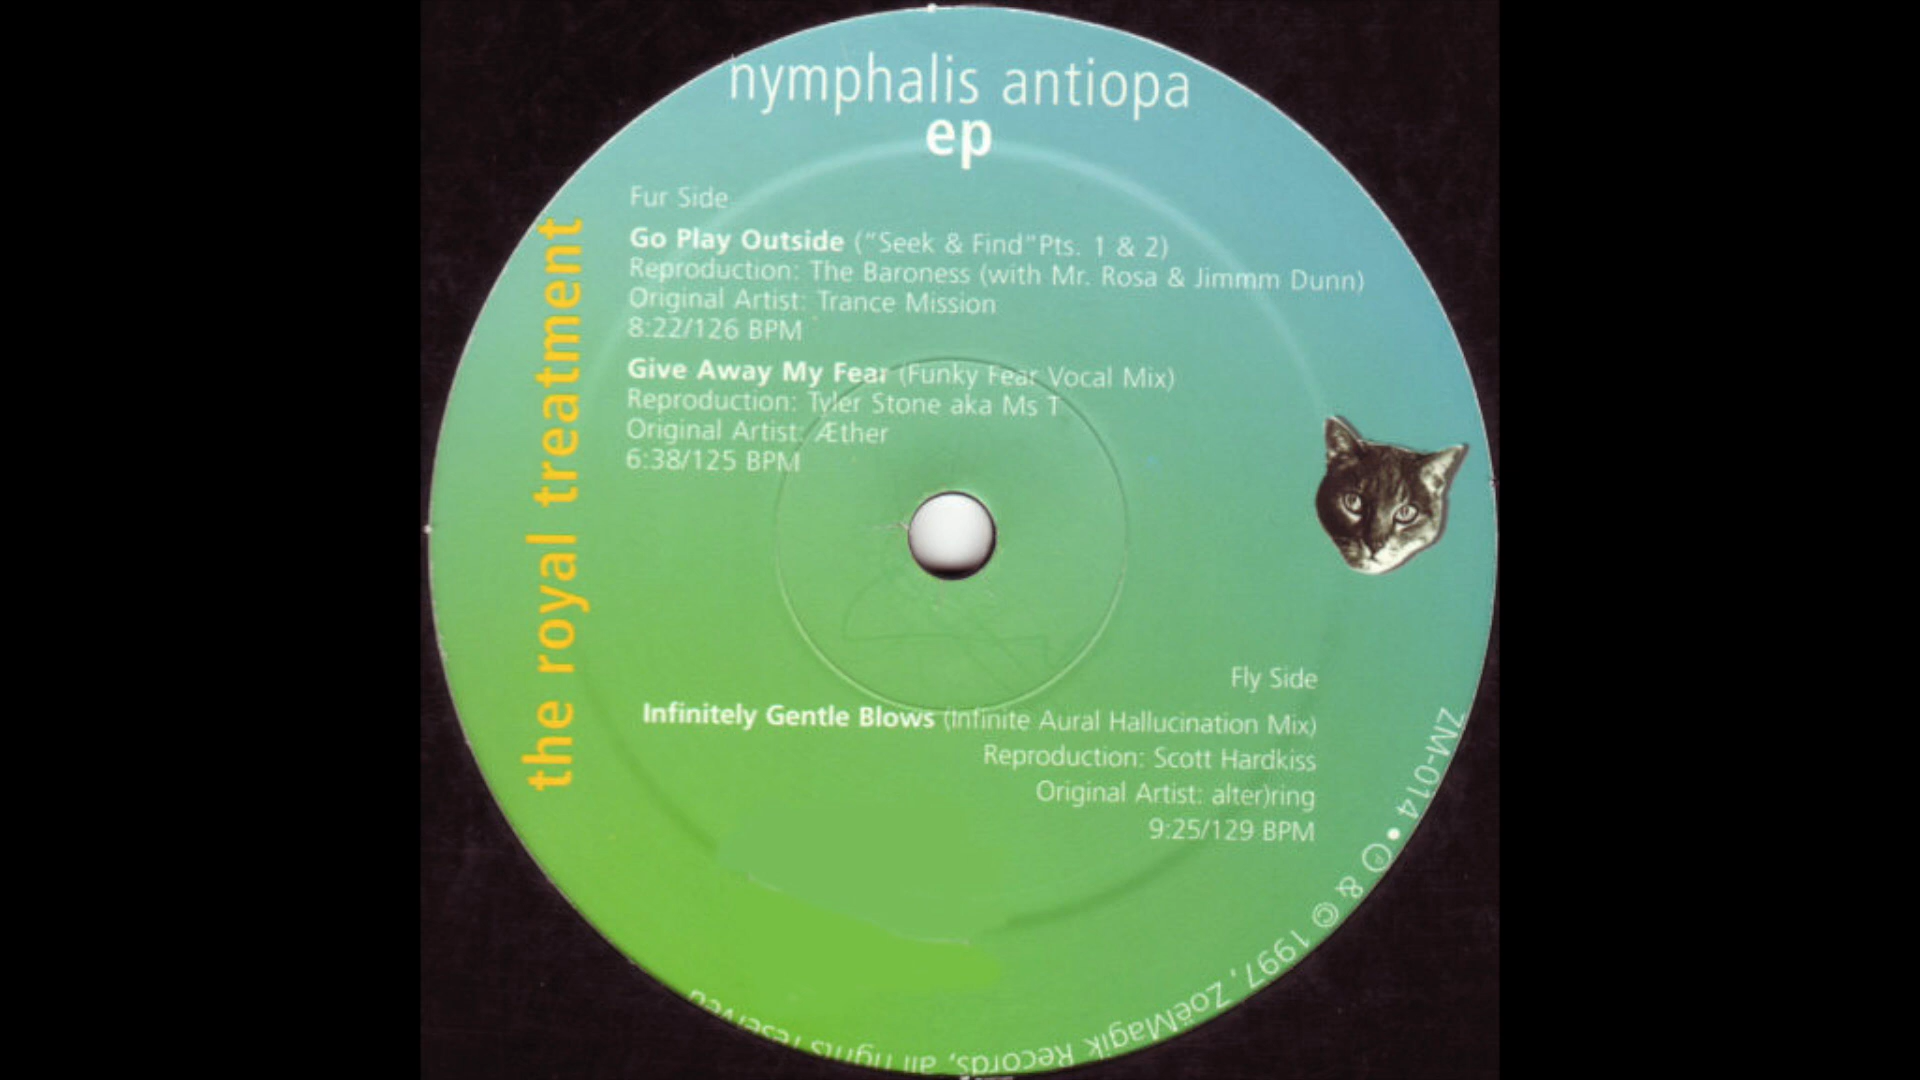 nymphalis antiopa
ep
the royal treatment
Fur Side
Go Play Outside (“Seek & Find”Pts. 1 & 2)
Reproduction: The Baroness (with Mr. Rosa & Jimmm Dunn)
Original Artist: Trance Mission
8:22/126 BPM
Give Away My Fear (Funky Fear Vocal Mix)
Reproduction: Tyler Stone aka Ms T
Original Artist: Æther
6:38/125 BPM
Fly Side
Infinitely Gentle Blows (Infinite Aural Hallucination Mix)
Reproduction: Scott Hardkiss
Original Artist: alter)ring
9:25/129 BPM
ZM-014 • ℗ & © 1997, ZoëMagik Records, all rights reserved